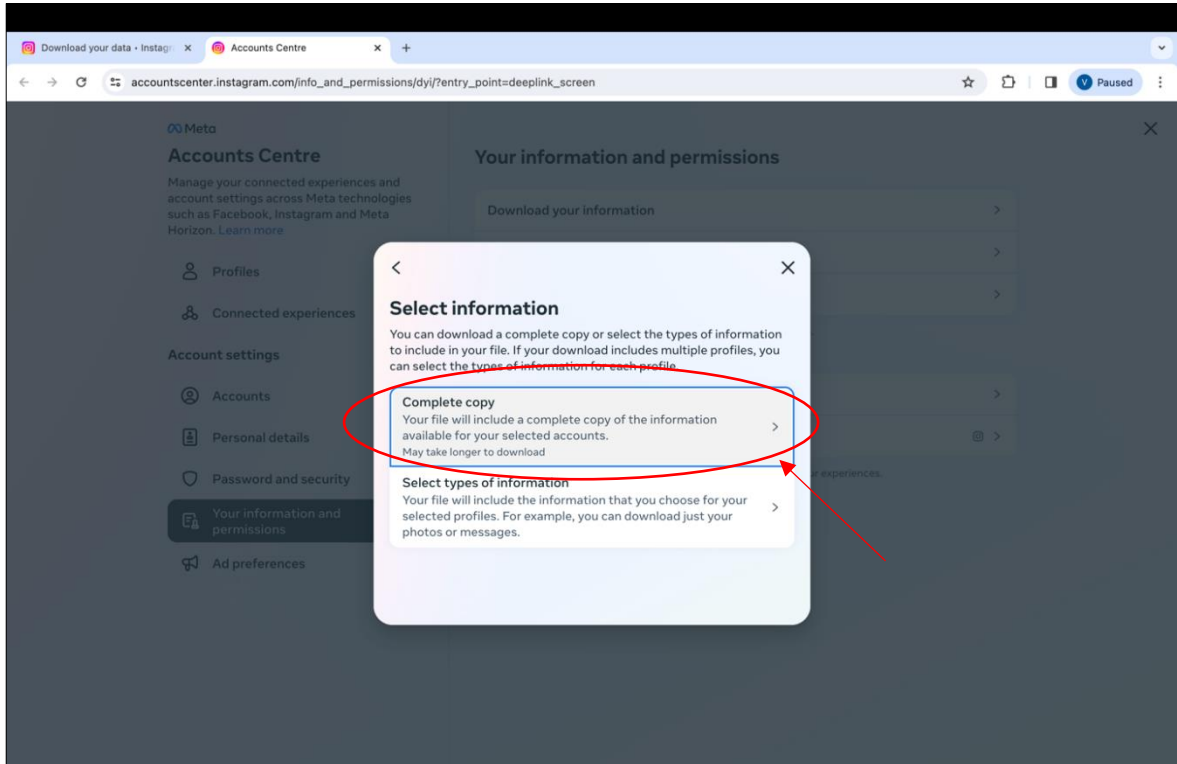 Download your data • Instagr
Accounts Centre
accountscenter.instagram.com/info_and_permissions/dyi/?entry_point=deeplink_screen
V Paused
Meta
Accounts Centre
Manage your connected experiences and
account settings across Meta technologies
such as Facebook, Instagram and Meta
Horizon. Learn more
Profiles
Connected experiences
Account settings
Accounts
Personal details
Password and security
Your information and
permissions
Ad preferences
Your information and permissions
Download your information
r experiences.
Select information
You can download a complete copy or select the types of information
to include in your file. If your download includes multiple profiles, you
can select the types of information for each profile.
Complete copy
Your file will include a complete copy of the information
available for your selected accounts.
May take longer to download
Select types of information
Your file will include the information that you choose for your
selected profiles. For example, you can download just your
photos or messages.